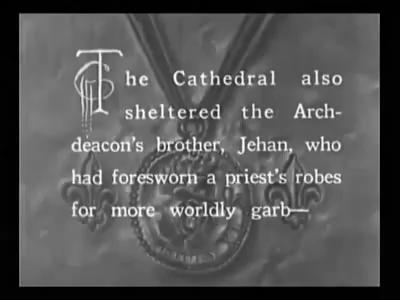 The Cathedral also
sheltered the Arch-
deacon's brother, Jehan, who
had foresworn a priest's robes
for more worldly garb—